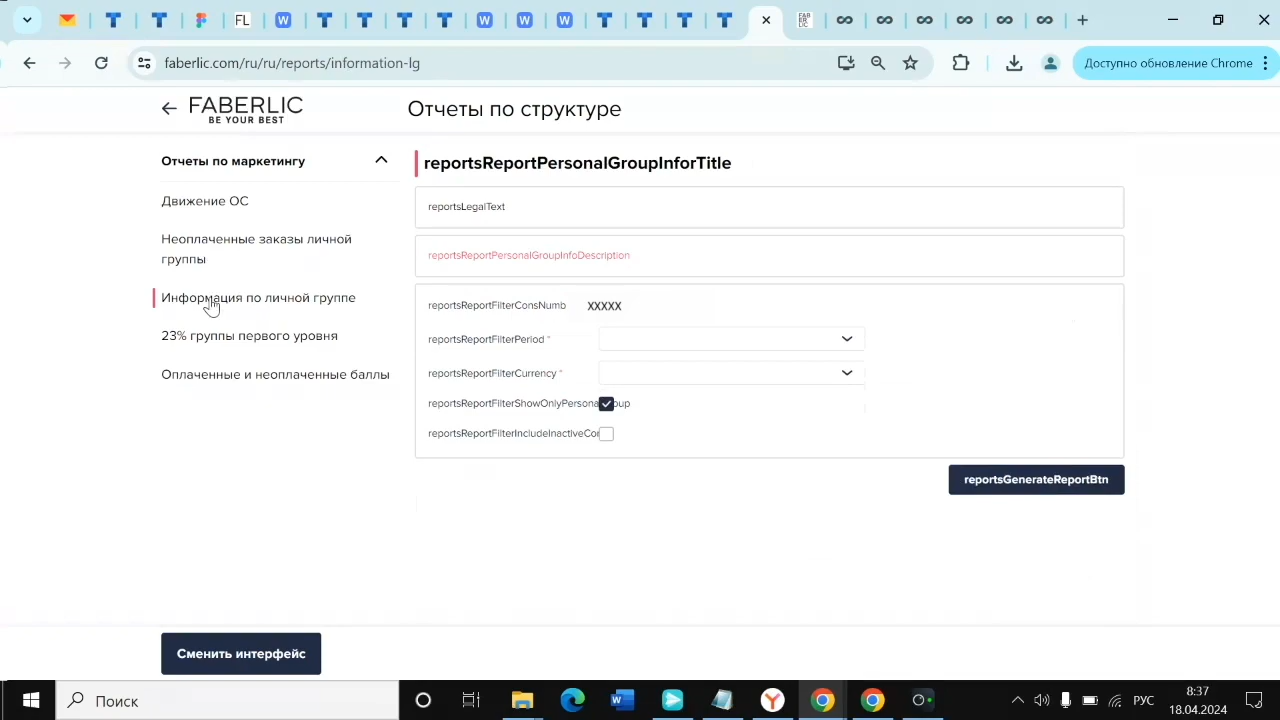 FL
faberlic.com/ru/ru/reports/information-lg
Доступно обновление Chrome
FABERLIC
BE YOUR BEST
Отчеты по структуре
Отчеты по маркетингу
Движение ОС
Неоплаченные заказы личной
группы
Информация по личной группе
23% группы первого уровня
Оплаченные и неоплаченные баллы
reportsReportPersonalGroupInforTitle
reportsLegalText
reportsReportPersonalGroupInfoDescription
reportsReportFilterConsNumb XXXXX
reportsReportFilterPeriod *
reportsReportFilterCurrency *
reportsReportFilterShowOnlyPersona oup
reportsReportFilterIncludeInactiveCo
reportsGenerateReportBtn
Сменить интерфейс
Поиск
РУС
8:37
18.04.2024